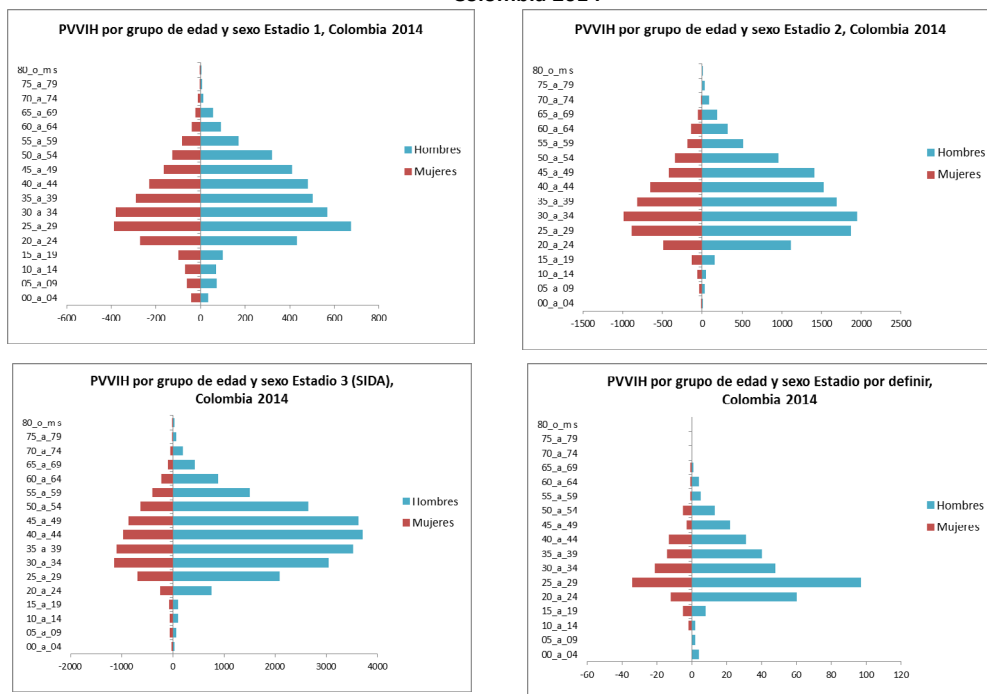 Colombia 2014
PVVIH por grupo de edad y sexo Estadio 1, Colombia 2014
80_o_m s
75_a_79
70_a_74
65_a_69
60_a_64
55_a_59
50_a_54
45_a_49
40_a_44
35_a_39
30_a_34
25_a_29
20_a_24
15_a_19
10_a_14
05_a_09
00_a_04
-600 -400 -200 0 200 400 600 800
Hombres
Mujeres
PVVIH por grupo de edad y sexo Estadio 2, Colombia 2014
80_o_m s
75_a_79
70_a_74
65_a_69
60_a_64
55_a_59
50_a_54
45_a_49
40_a_44
35_a_39
30_a_34
25_a_29
20_a_24
15_a_19
10_a_14
05_a_09
00_a_04
-1500 -1000 -500 0 500 1000 1500 2000 2500
Hombres
Mujeres
PVVIH por grupo de edad y sexo Estadio 3 (SIDA),
Colombia 2014
80_o_m s
75_a_79
70_a_74
65_a_69
60_a_64
55_a_59
50_a_54
45_a_49
40_a_44
35_a_39
30_a_34
25_a_29
20_a_24
15_a_19
10_a_14
05_a_09
00_a_04
-2000 -1000 0 1000 2000 3000 4000
Hombres
Mujeres
PVVIH por grupo de edad y sexo Estadio por definir,
Colombia 2014
80_o_m s
75_a_79
70_a_74
65_a_69
60_a_64
55_a_59
50_a_54
45_a_49
40_a_44
35_a_39
30_a_34
25_a_29
20_a_24
15_a_19
10_a_14
05_a_09
00_a_04
-60 -40 -20 0 20 40 60 80 100 120
Hombres
Mujeres